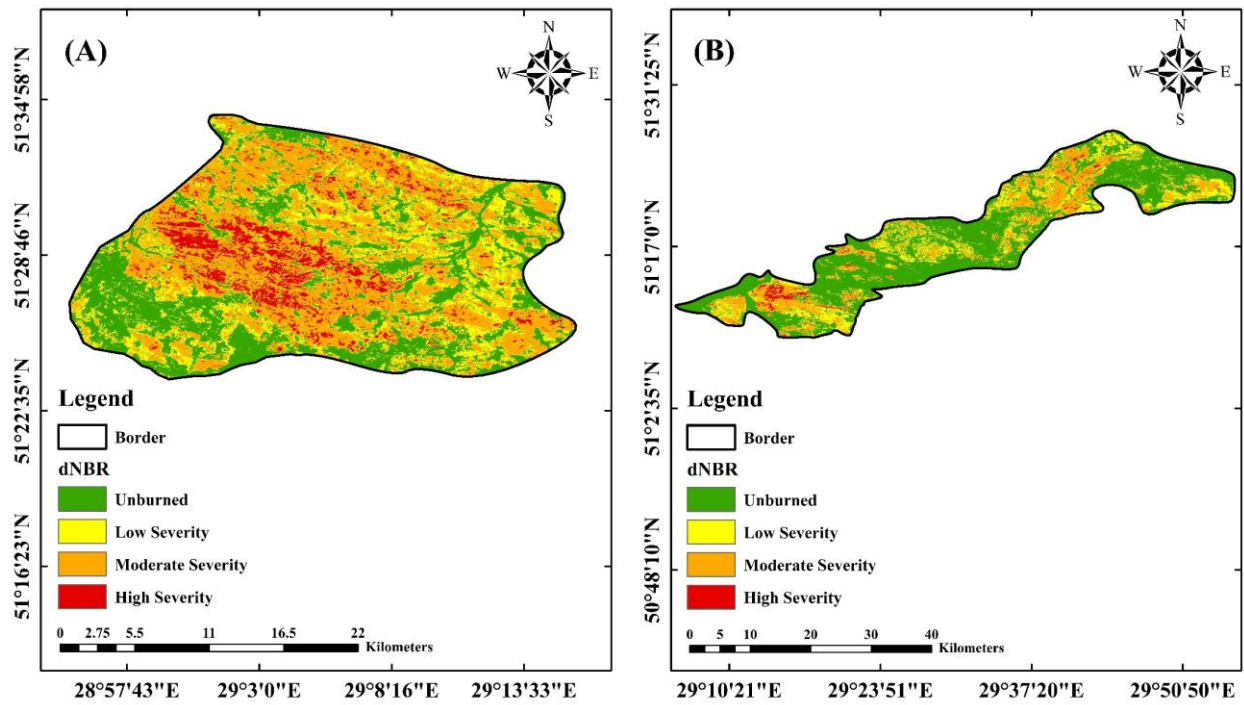 (A)
N
W E
S
51°34'58"N
51°28'46"N
51°22'35"N
51°16'23"N
Legend
Border
dNBR
Unburned
Low Severity
Moderate Severity
High Severity
0 2.75 5.5 11 16.5 22
Kilometers
28°57'43"E 29°3'0"E 29°8'16"E 29°13'33"E
(B)
N
W E
S
51°31'25"N
51°17'0"N
51°2'35"N
50°48'10"N
Legend
Border
dNBR
Unburned
Low Severity
Moderate Severity
High Severity
0 5 10 20 30 40
Kilometers
29°10'21"E 29°23'51"E 29°37'20"E 29°50'50"E